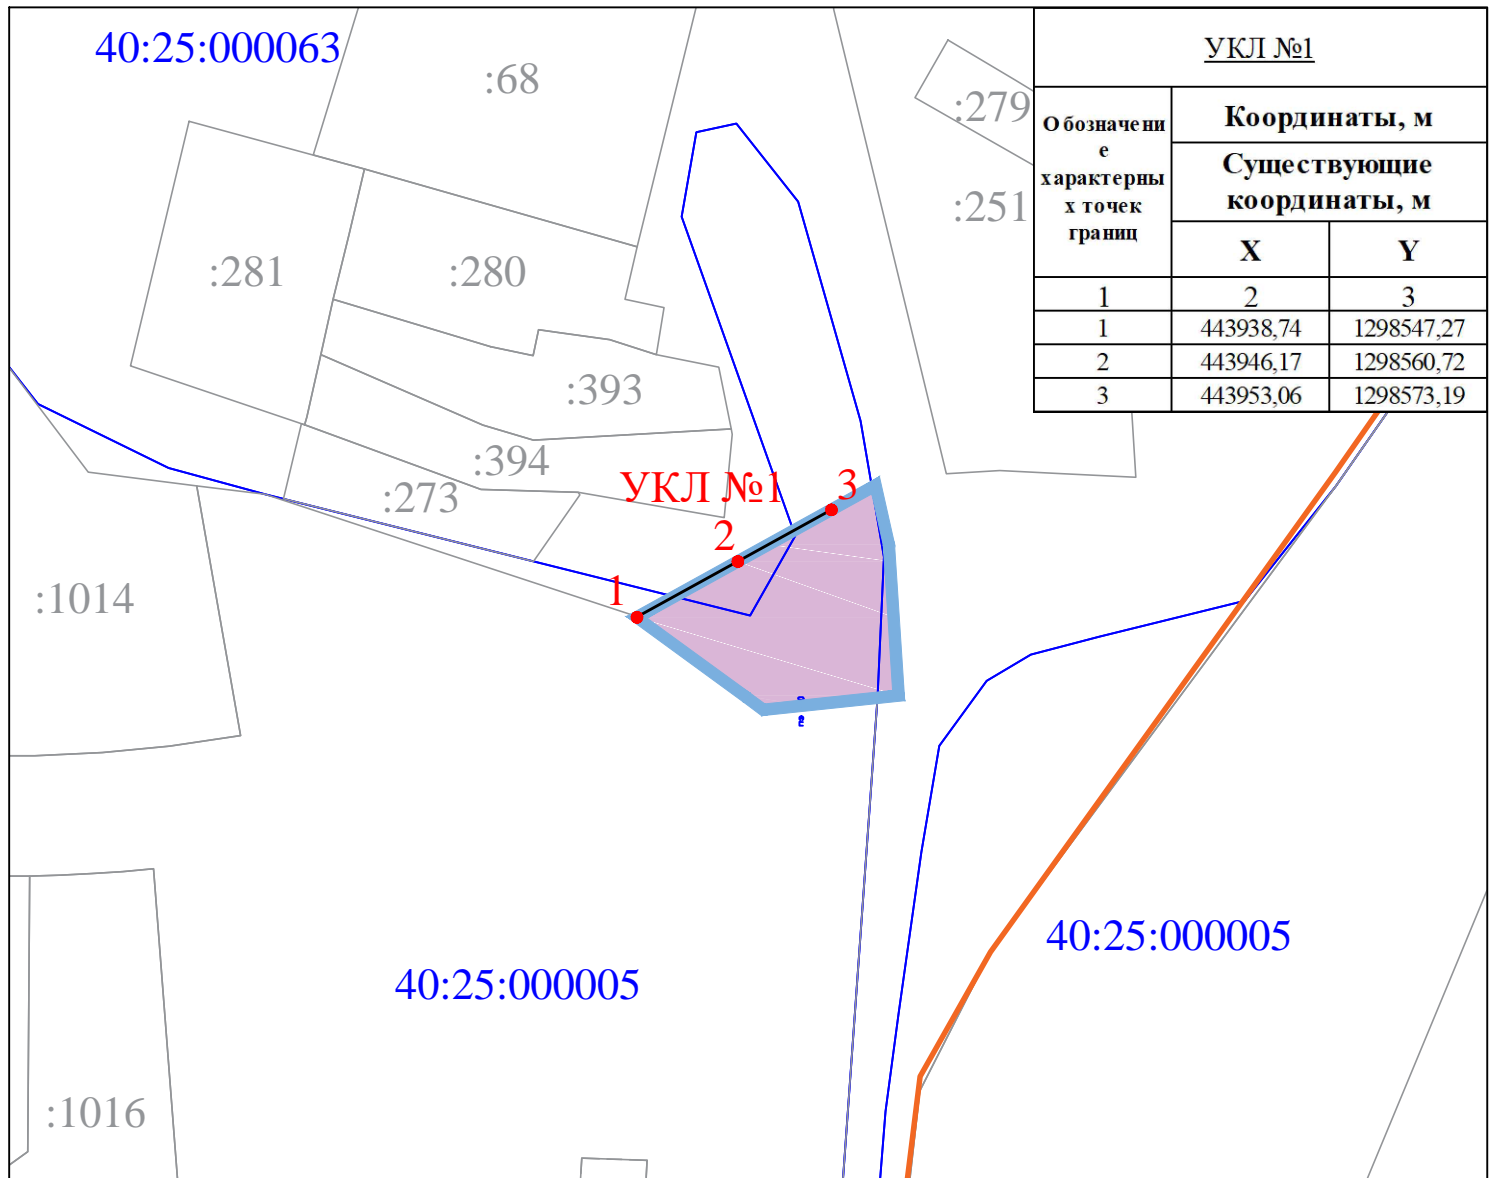 40:25:000063
:68
:279
:251
:281
:280
:393
:394
:273
:1014
:1016
УКЛ №1
1
2
3
40:25:000005
40:25:000005
УКЛ №1
Обозначени
е
характерны
х точек
границ
Координаты, м
Существующие
координаты, м
X Y
1 2 3
1 443938,74 1298547,27
2 443946,17 1298560,72
3 443953,06 1298573,19